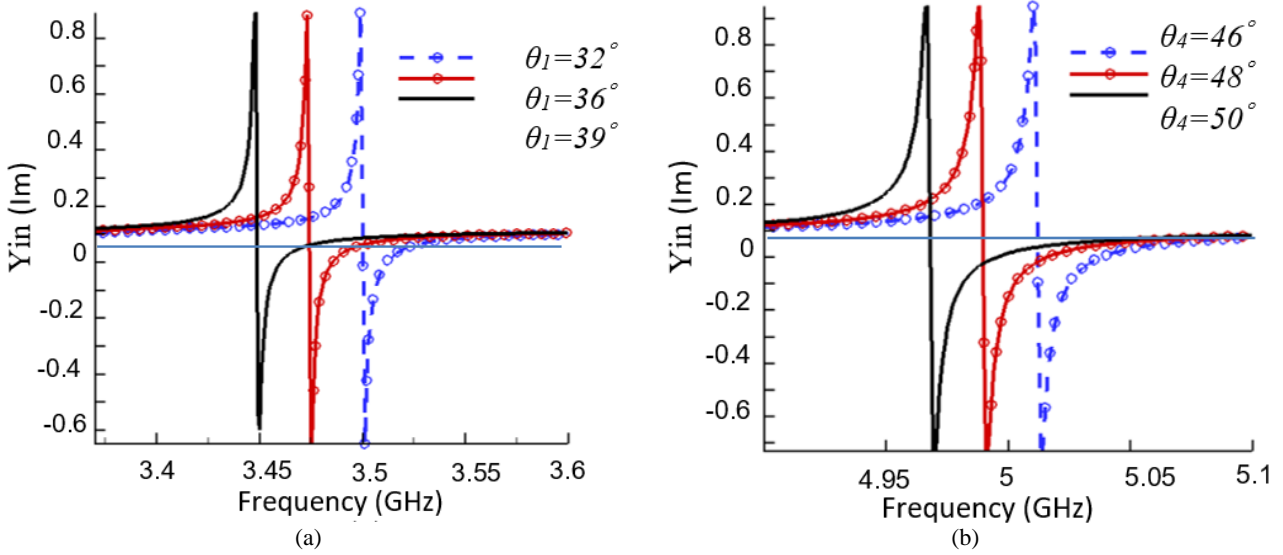 0.8
0.6
0.4
0.2
0
-0.2
-0.4
-0.6
Yin (Im)
θ1=32°
θ1=36°
θ1=39°
3.4 3.45 3.5 3.55 3.6
Frequency (GHz)
(a)
0.8
0.6
0.4
0.2
0
-0.2
-0.4
-0.6
Yin (Im)
θ4=46°
θ4=48°
θ4=50°
4.95 5 5.05 5.1
Frequency (GHz)
(b)